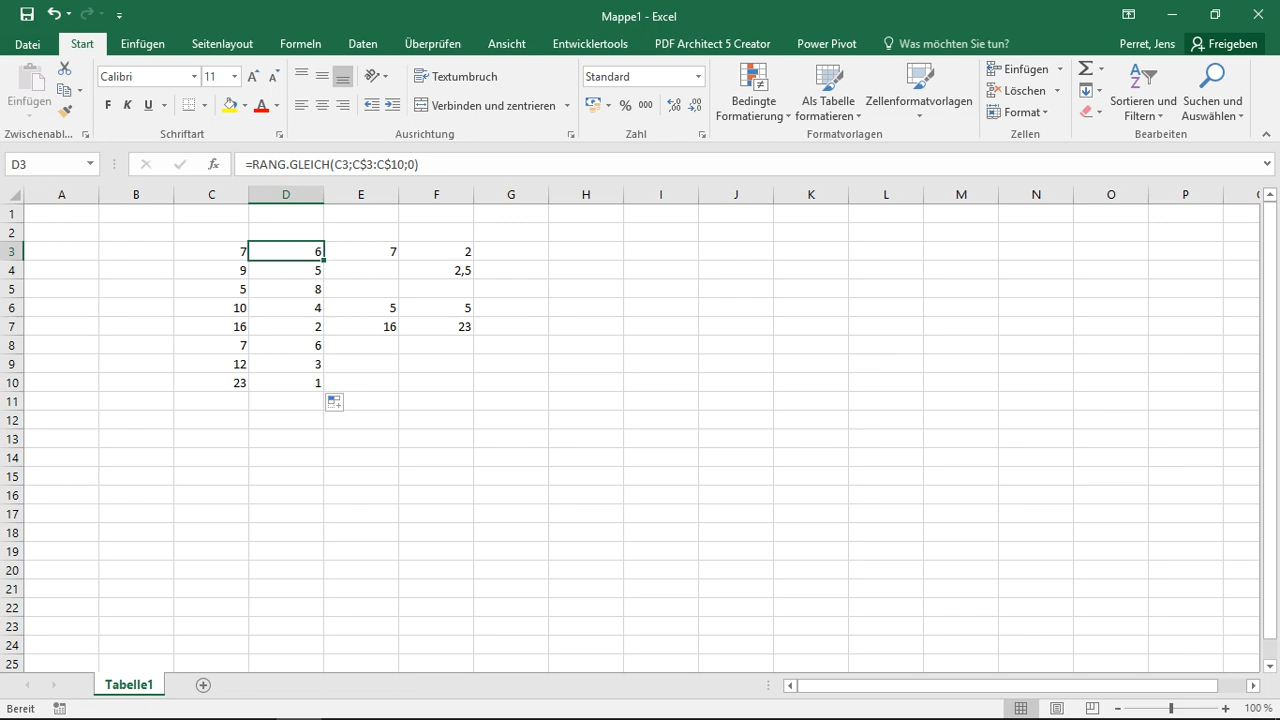 Mappe1 - Excel
Datei Start Einfügen Seitenlayout Formeln Daten Überprüfen Ansicht Entwicklertools PDF Architect 5 Creator Power Pivot Was möchten Sie tun? Perret, Jens Freigeben
Einfügen
Zwischenabl...
Calibri 11
F K U
Schriftart
Textumbruch
Verbinden und zentrieren
Ausrichtung
Standard
% 000
Zahl
Bedingte Formatierung
Als Tabelle formatieren
Zellenformatvorlagen
Formatvorlagen
Einfügen
Löschen
Format
Zellen
Sortieren und Filtern
Suchen und Auswählen
Bearbeiten
D3 fx =RANG.GLEICH(C3;C$3:C$10;0)
A B C D E F G H I J K L M N O P
1
2
3 7 6 7 2
4 9 5 2,5
5 5 8
6 10 4 5 5
7 16 2 16 23
8 7 6
9 12 3
10 23 1
11
12
13
14
15
16
17
18
19
20
21
22
23
24
25
Tabelle1
Bereit 100 %